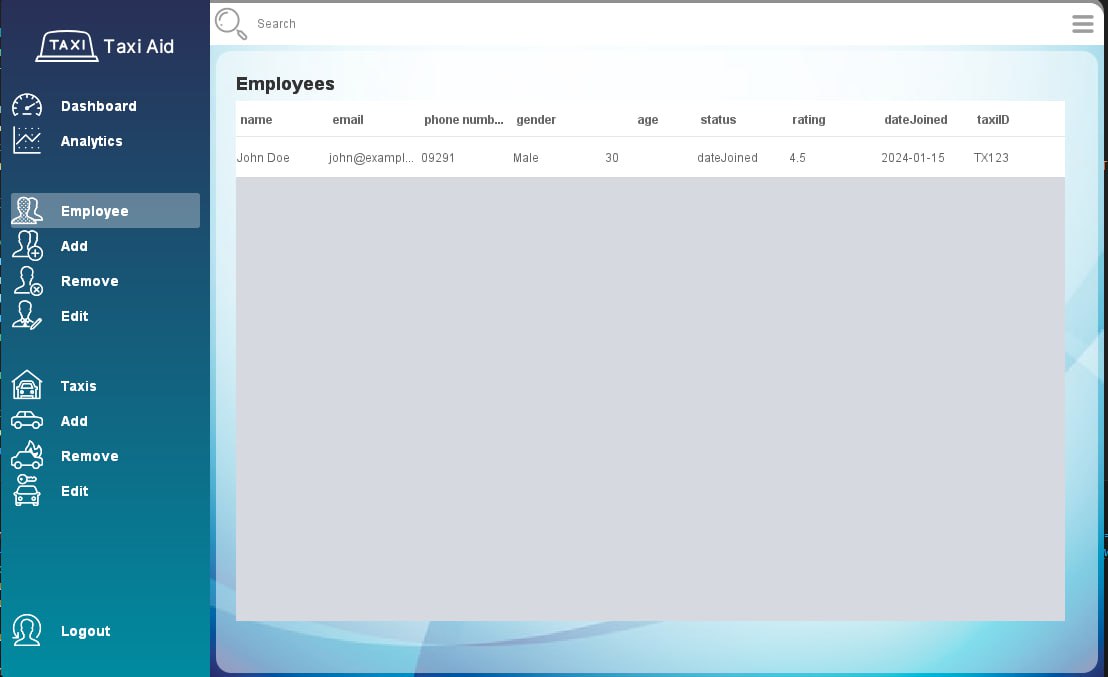 TAXI Taxi Aid
Search
Dashboard
Analytics
Employee
Add
Remove
Edit
Taxis
Add
Remove
Edit
Logout
Employees
name email phone numb... gender age status rating dateJoined taxiID
John Doe john@exampl... 09291 Male 30 dateJoined 4.5 2024-01-15 TX123